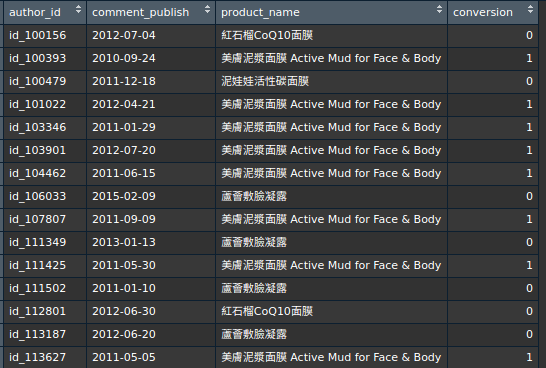 author_id comment_publish product_name conversion
id_100156 2012-07-04 紅石榴CoQ10面膜 0
id_100393 2010-09-24 美膚泥漿面膜 Active Mud for Face & Body 1
id_100479 2011-12-18 泥娃娃活性碳面膜 0
id_101022 2012-04-21 美膚泥漿面膜 Active Mud for Face & Body 1
id_103346 2011-01-29 美膚泥漿面膜 Active Mud for Face & Body 1
id_103901 2012-07-20 美膚泥漿面膜 Active Mud for Face & Body 1
id_104462 2011-06-15 美膚泥漿面膜 Active Mud for Face & Body 1
id_106033 2015-02-09 蘆薈敷臉凝露 0
id_107807 2011-09-09 美膚泥漿面膜 Active Mud for Face & Body 1
id_111349 2013-01-13 蘆薈敷臉凝露 0
id_111425 2011-05-30 美膚泥漿面膜 Active Mud for Face & Body 1
id_111502 2011-01-10 蘆薈敷臉凝露 0
id_112801 2012-06-30 紅石榴CoQ10面膜 0
id_113187 2012-06-20 蘆薈敷臉凝露 0
id_113627 2011-05-05 美膚泥漿面膜 Active Mud for Face & Body 1